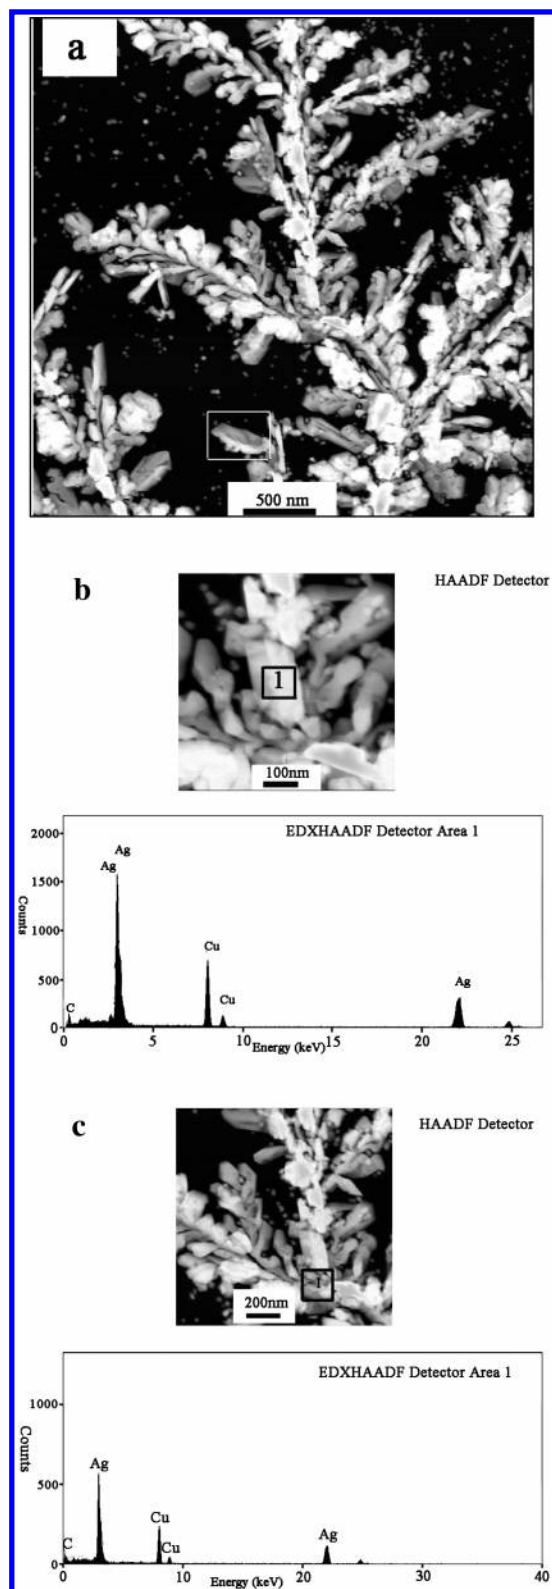 a
500 nm
b
HAADF Detector
1
100nm
EDXHAADF Detector Area 1
2000
1500
1000
500
0
Counts
C
Ag
Ag
Cu
Cu
Ag
0 5 10 15 20 25
Energy (keV)
c
HAADF Detector
1
200nm
EDXHAADF Detector Area 1
1000
500
0
Counts
C
Ag
Cu
Cu
Ag
0 10 20 30 40
Energy (keV)